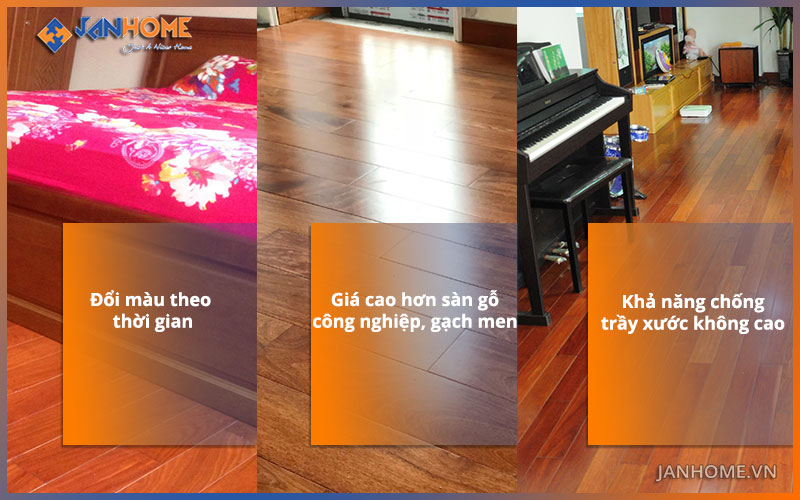 JANHOME
Đổi màu theo
thời gian
Giá cao hơn sàn gỗ
công nghiệp, gạch men
Khả năng chống
trầy xước không cao
JANHOME.VN